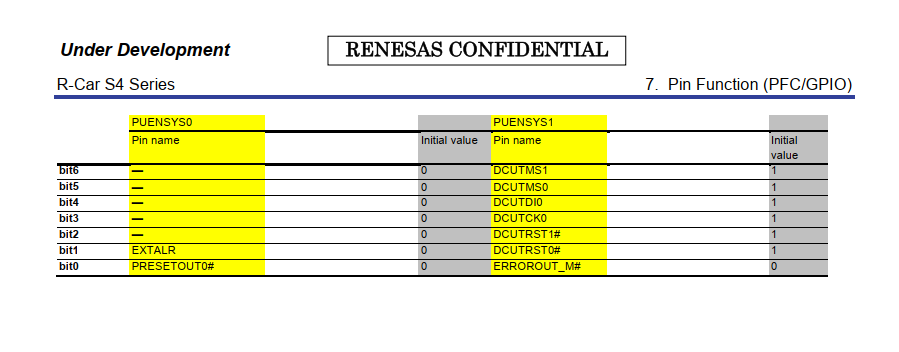 Under Development RENESAS CONFIDENTIAL
R-Car S4 Series 7. Pin Function (PFC/GPIO)
PUENSYS0 PUENSYS1
Pin name Initial value Pin name Initial
value
bit6 — 0 DCUTMS1 1
bit5 — 0 DCUTMS0 1
bit4 — 0 DCUTDI0 1
bit3 — 0 DCUTCK0 1
bit2 — 0 DCUTRST1# 1
bit1 EXTALR 0 DCUTRST0# 1
bit0 PRESETOUT0# 0 ERROROUT_M# 0